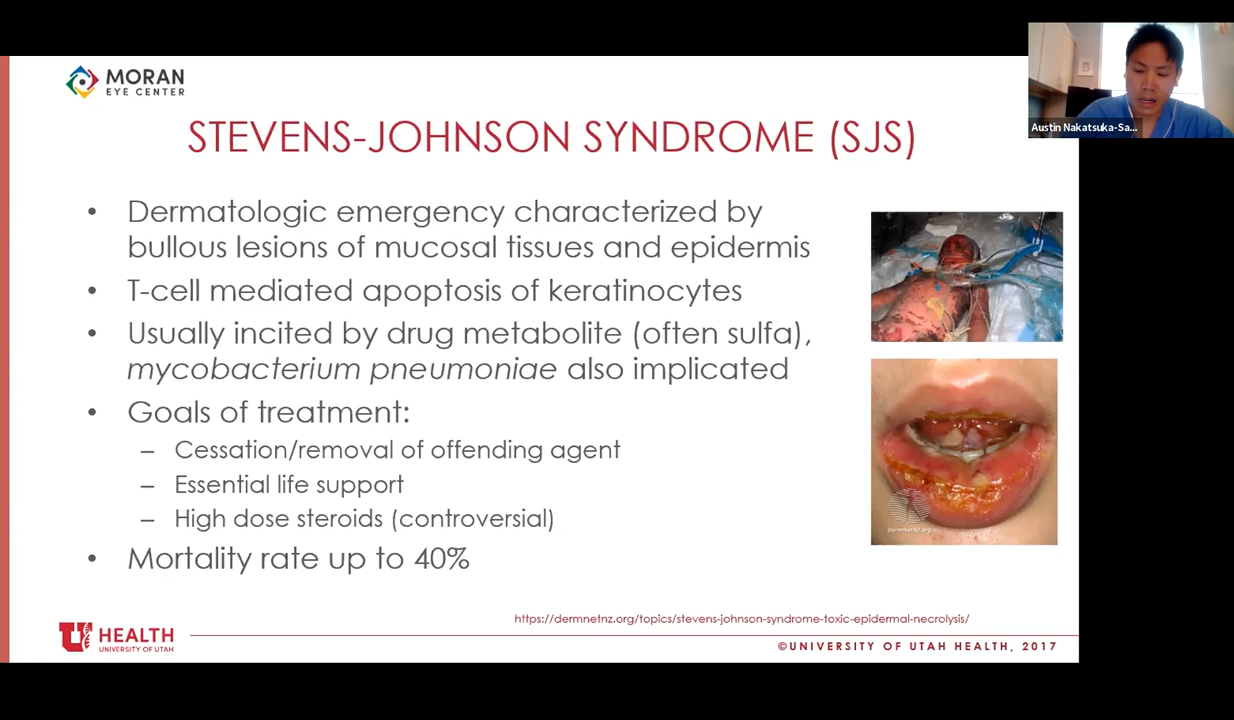 MORAN
EYE CENTER
Austin Nakatsuka-Sa...
STEVENS-JOHNSON SYNDROME (SJS)
• Dermatologic emergency characterized by
bullous lesions of mucosal tissues and epidermis
• T-cell mediated apoptosis of keratinocytes
• Usually incited by drug metabolite (often sulfa),
mycobacterium pneumoniae also implicated
• Goals of treatment:
– Cessation/removal of offending agent
– Essential life support
– High dose steroids (controversial)
• Mortality rate up to 40%
DermNetNZ.org
https://dermnetnz.org/topics/stevens-johnson-syndrome-toxic-epidermal-necrolysis/
U HEALTH
UNIVERSITY OF UTAH
©UNIVERSITY OF UTAH HEALTH, 2017